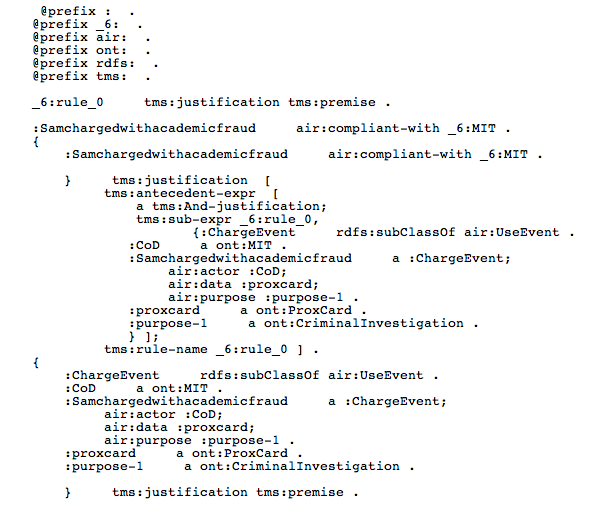 @prefix :  .
@prefix _6:  .
@prefix air:  .
@prefix ont:  .
@prefix rdfs:  .
@prefix tms:  .
_6:rule_0     tms:justification tms:premise .
:Samchargedwithacademicfraud     air:compliant-with _6:MIT .
{
:Samchargedwithacademicfraud     air:compliant-with _6:MIT .
}     tms:justification  [
tms:antecedent-expr  [
a tms:And-justification;
tms:sub-expr _6:rule_0,
{:ChargeEvent     rdfs:subClassOf air:UseEvent .
:CoD     a ont:MIT .
:Samchargedwithacademicfraud     a :ChargeEvent;
air:actor :CoD;
air:data :proxcard;
air:purpose :purpose-1 .
:proxcard     a ont:ProxCard .
:purpose-1     a ont:CriminalInvestigation .
} ];
tms:rule-name _6:rule_0 ] .
{
:ChargeEvent     rdfs:subClassOf air:UseEvent .
:CoD     a ont:MIT .
:Samchargedwithacademicfraud     a :ChargeEvent;
air:actor :CoD;
air:data :proxcard;
air:purpose :purpose-1 .
:proxcard     a ont:ProxCard .
:purpose-1     a ont:CriminalInvestigation .
}     tms:justification tms:premise .